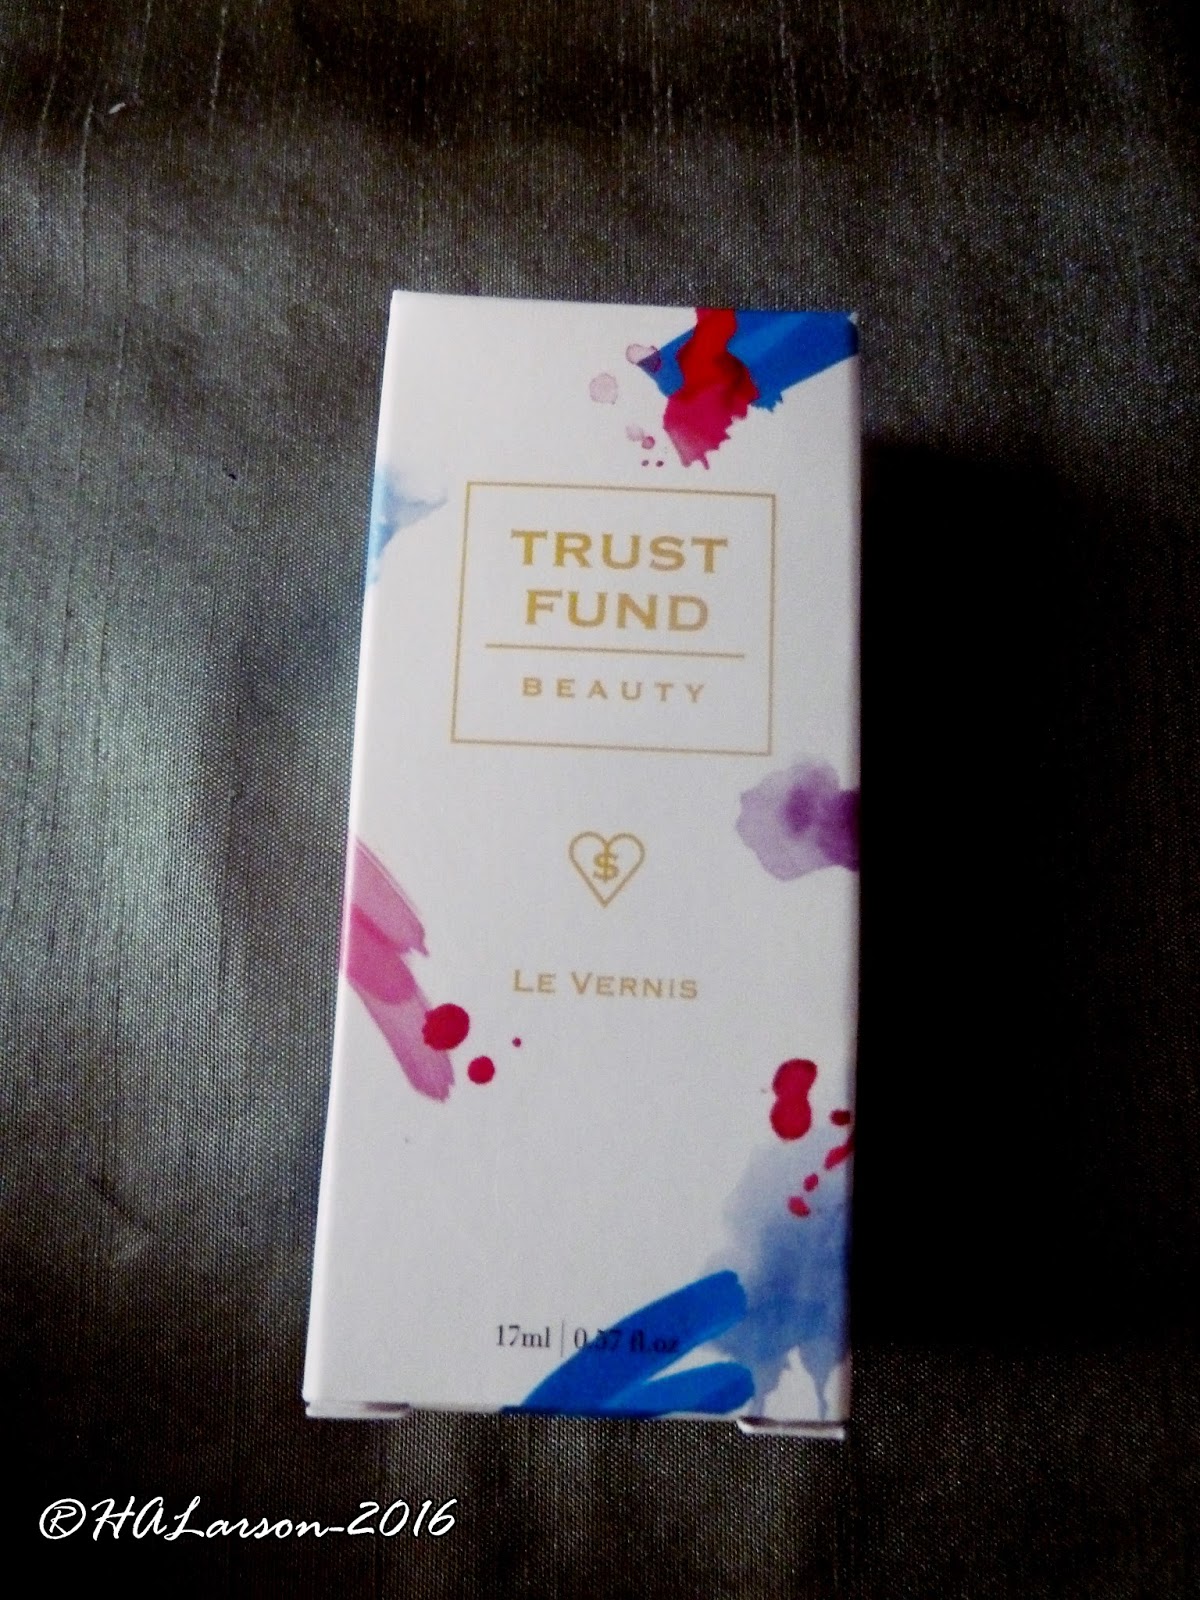 TRUST
FUND
BEAUTY
$
LE VERNIS
17ml | 0.57 fl.oz
®HALarson-2016